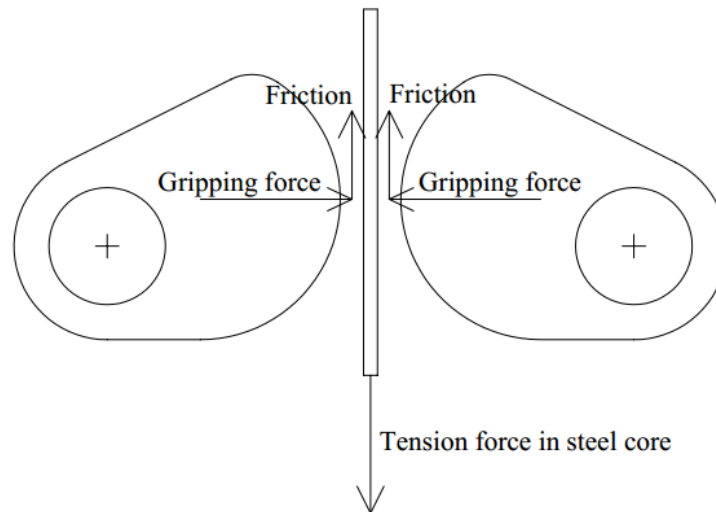 Friction
Friction
Gripping force
Gripping force
Tension force in steel core